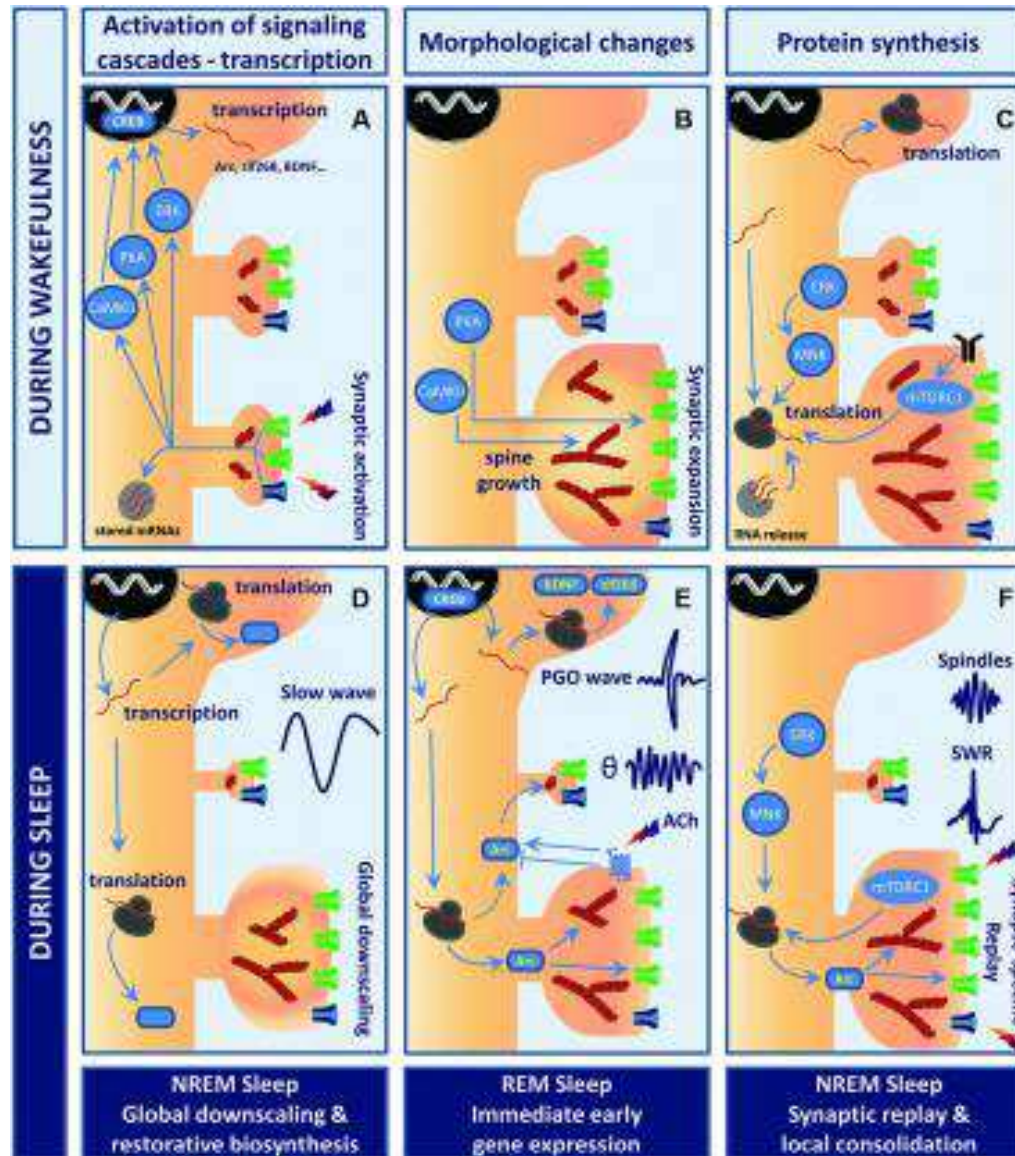 Activation of signaling
cascades - transcription
Morphological changes
Protein synthesis
DURING WAKEFULNESS
A
CREB
transcription
Arc, zif268, BDNF...
ERK
PKA
CaMKII
Synaptic activation
stored mRNAs
B
PKA
CaMKII
spine
growth
Synaptic expansion
C
translation
ERK
MNK
mTORC1
translation
RNA release
DURING SLEEP
D
translation
Slow wave
transcription
translation
Global downscaling
E
CREB
BDNF
PGO wave
θ
ACh
Arc
Arc
F
Spindles
ERK
SWR
MNK
mTORC1
Replay
Arc
NREM Sleep
Global downscaling &
restorative biosynthesis
REM Sleep
Immediate early
gene expression
NREM Sleep
Synaptic replay &
local consolidation